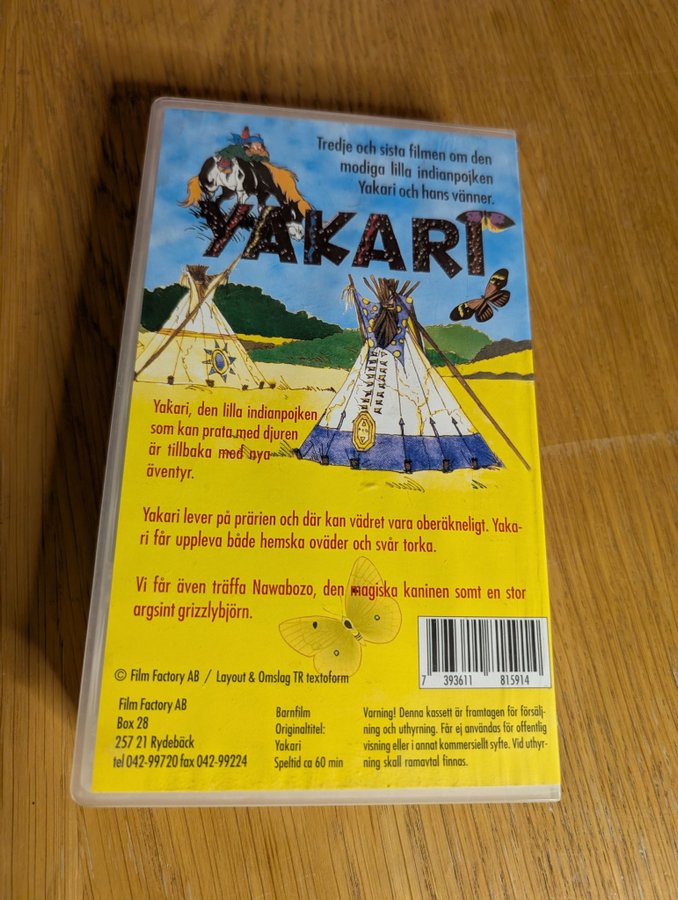 Tredje och sista filmen om den
modiga lilla indianpojken
Yakari och hans vänner.
YAKARI
Yakari, den lilla indianpojken
som kan prata med djuren
är tillbaka med nya
äventyr.
Yakari lever på prärien och där kan vädret vara oberäkneligt. Yaka-
ri får uppleva både hemska oväder och svår torka.
Vi får även träffa Nawabozo, den magiska kaninen somt en stor
argsint grizzlybjörn.
© Film Factory AB / Layout & Omslag TR textoform
Film Factory AB
Box 28
257 21 Rydebäck
tel 042-99720 fax 042-99224
Barnfilm
Originaltitel:
Yakari
Speltid ca 60 min
Varning! Denna kassett är framtagen för försälj-
ning och uthyrning. Får ej användas för offentlig
visning eller i annat kommersiellt syfte. Vid uthyr-
ning skall ramavtal finnas.
7 393611 815914